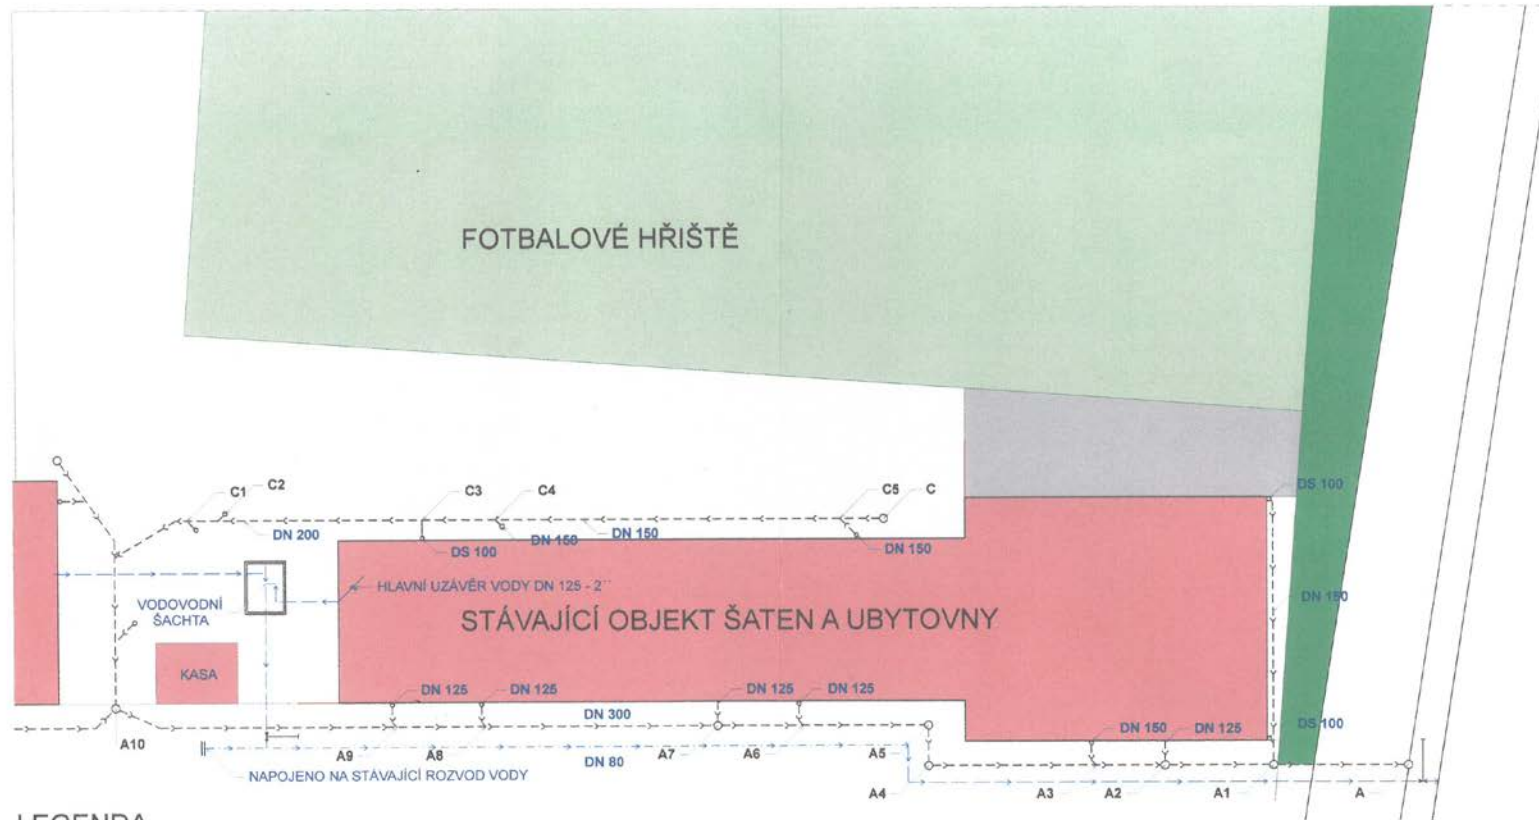 FOTBALOVÉ HŘIŠTĚ
C1
C2
C3
C4
C5
C
DS 100
DN 200
DS 100
DN 150
DN 150
DN 150
HLAVNÍ UZÁVĚR VODY DN 125 - 2´´
VODOVODNÍ
ŠACHTA
STÁVAJÍCÍ OBJEKT ŠATEN A UBYTOVNY
DN 150
KASA
DN 125
DN 125
DN 125
DN 125
DN 300
DN 150
DN 125
DS 100
A10
A9
A8
DN 80
A7
A6
A5
NAPOJENO NA STÁVAJÍCÍ ROZVOD VODY
A4
A3
A2
A1
A
LEGENDA